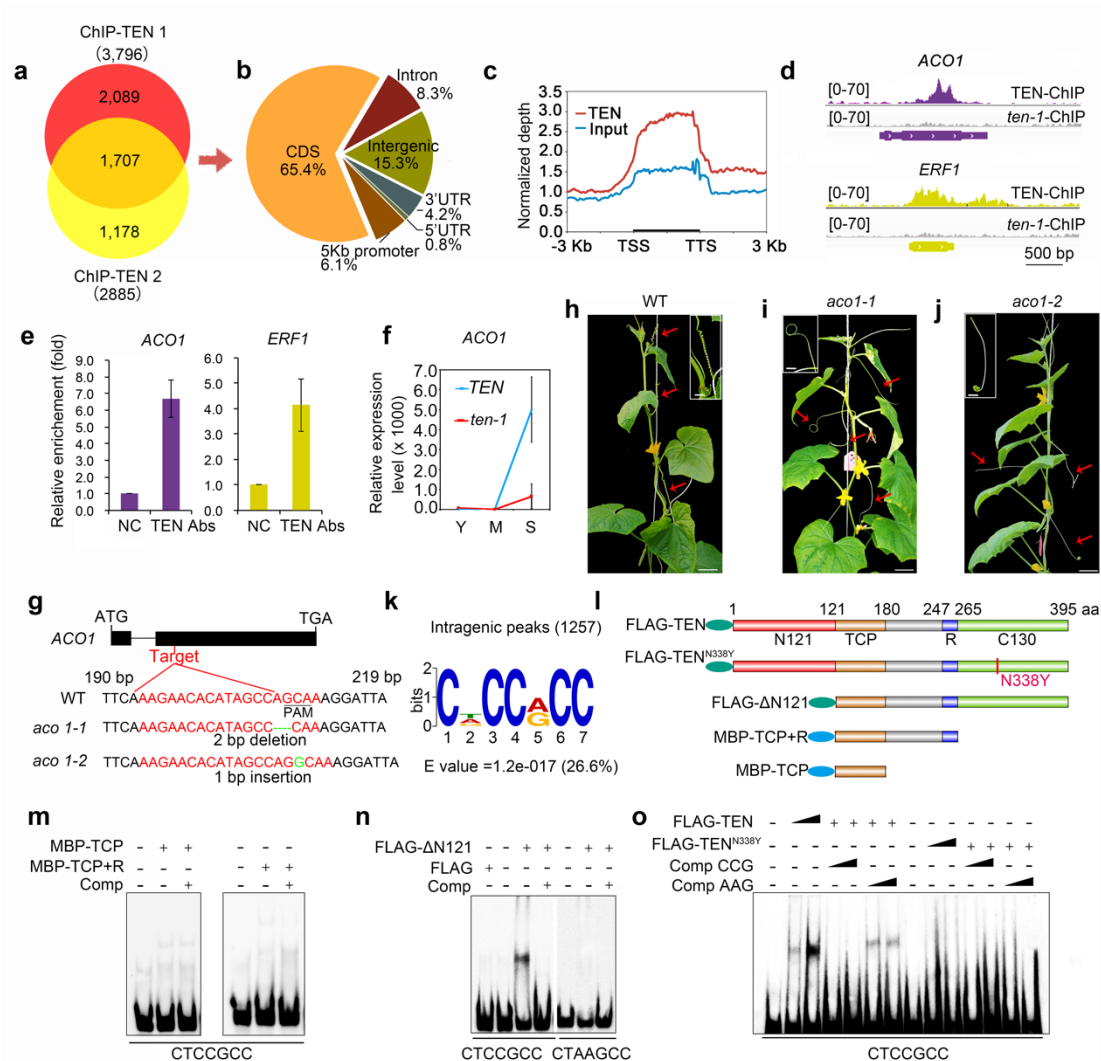 ChIP-TEN 1
(3,796)
a
2,089
1,707
1,178
ChIP-TEN 2
(2885)
b
Intron
8.3%
CDS
65.4%
Intergenic
15.3%
3'UTR
4.2%
5'UTR
0.8%
5Kb promoter
6.1%
c
TEN
Input
Normalized depth
3.5
3.0
2.5
2.0
1.5
1.0
0.5
0.0
-3 Kb TSS TTS 3 Kb
d
ACO1
[0-70] TEN-ChIP
[0-70] ten-1-ChIP
ERF1
[0-70] TEN-ChIP
[0-70] ten-1-ChIP
500 bp
e
ACO1 ERF1
Relative enrichement (fold)
9.0
8.0
7.0
6.0
5.0
4.0
3.0
2.0
1.0
0.0
NC TEN Abs
6.0
5.0
4.0
3.0
2.0
1.0
0.0
NC TEN Abs
f
ACO1
Relative expression
level (x 1000)
7.0
6.0
5.0
4.0
3.0
2.0
1.0
0.0
TEN
ten-1
Y M S
h
WT
i
aco1-1
j
aco1-2
g
ATG TGA
ACO1
Target
190 bp 219 bp
WT TTCAAAGAACACATAGCCAGCAAAGGATTA
PAM
aco 1-1 TTCAAAGAACACATAGCC----CAAAGGATTA
2 bp deletion
aco 1-2 TTCAAAGAACACATAGCCAGGCAAAGGATTA
1 bp insertion
k
Intragenic peaks (1257)
bits
2
1
0
C T A C C A G C C
1 2 3 4 5 6 7
E value =1.2e-017 (26.6%)
l
1 121 180 247 265 395 aa
FLAG-TEN
N121 TCP R C130
FLAG-TENN338Y
N338Y
FLAG-ΔN121
MBP-TCP+R
MBP-TCP
m
MBP-TCP - + +
MBP-TCP+R - + +
Comp - - + - - +
CTCCGCC
n
FLAG-ΔN121 - - + + - + +
FLAG + - - - - - -
Comp - - - + - - +
CTCCGCC CTAAGCC
o
FLAG-TEN - + + + + - - - - - -
FLAG-TENN338Y - - - - - - - + + + +
Comp CCG - - - - - - - - - -
Comp AAG - - - - - - - - - -
CTCCGCC